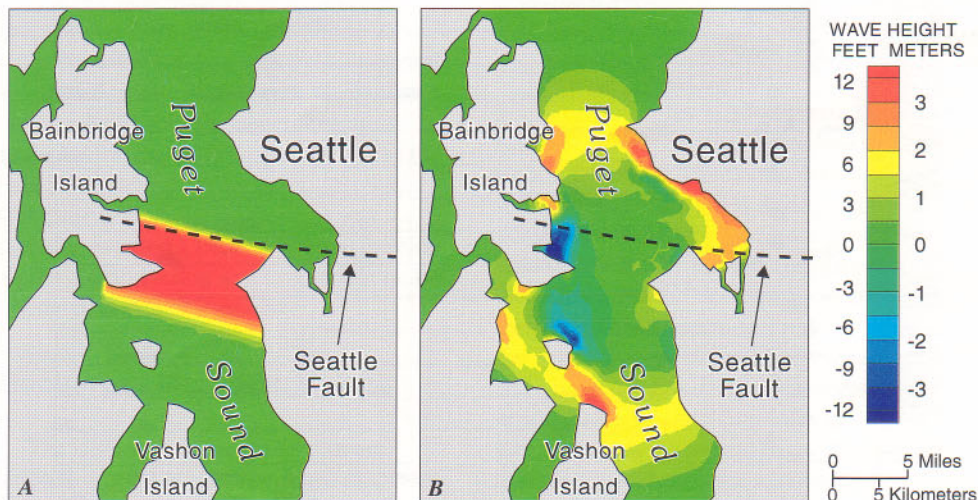 Bainbridge
Island
Puget
Sound
Seattle
Seattle
Fault
Vashon
Island
A
Bainbridge
Island
Puget
Sound
Seattle
Seattle
Fault
Vashon
Island
B
WAVE HEIGHT
FEET METERS
12
3
9
2
6
1
3
0 0
-3
-1
-6
-2
-9
-3
-12
0 5 Miles
0 5 Kilometers